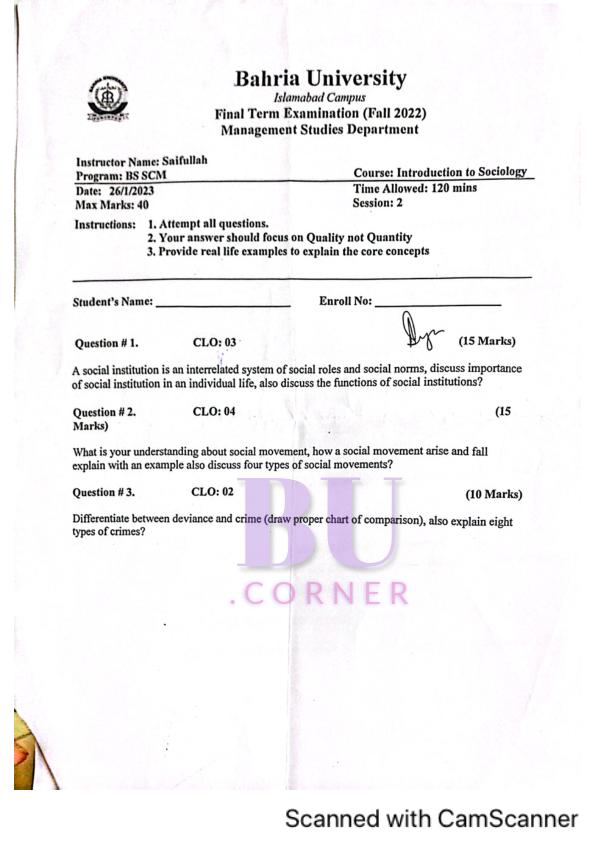 Bahria University
Islamabad Campus
Final Term Examination (Fall 2022)
Management Studies Department
Instructor Name: Saifullah
Program: BS SCM
Course: Introduction to Sociology
Date: 26/1/2023
Time Allowed: 120 mins
Max Marks: 40
Session: 2
Instructions: 1. Attempt all questions.
2. Your answer should focus on Quality not Quantity
3. Provide real life examples to explain the core concepts
Student's Name: Enroll No:
Question # 1. CLO: 03 (15 Marks)
A social institution is an interrelated system of social roles and social norms, discuss importance
of social institution in an individual life, also discuss the functions of social institutions?
Question # 2. CLO: 04 (15
Marks)
What is your understanding about social movement, how a social movement arise and fall
explain with an example also discuss four types of social movements?
Question # 3. CLO: 02 (10 Marks)
Differentiate between deviance and crime (draw proper chart of comparison), also explain eight
types of crimes?
BU
.CORNER
Scanned with CamScanner